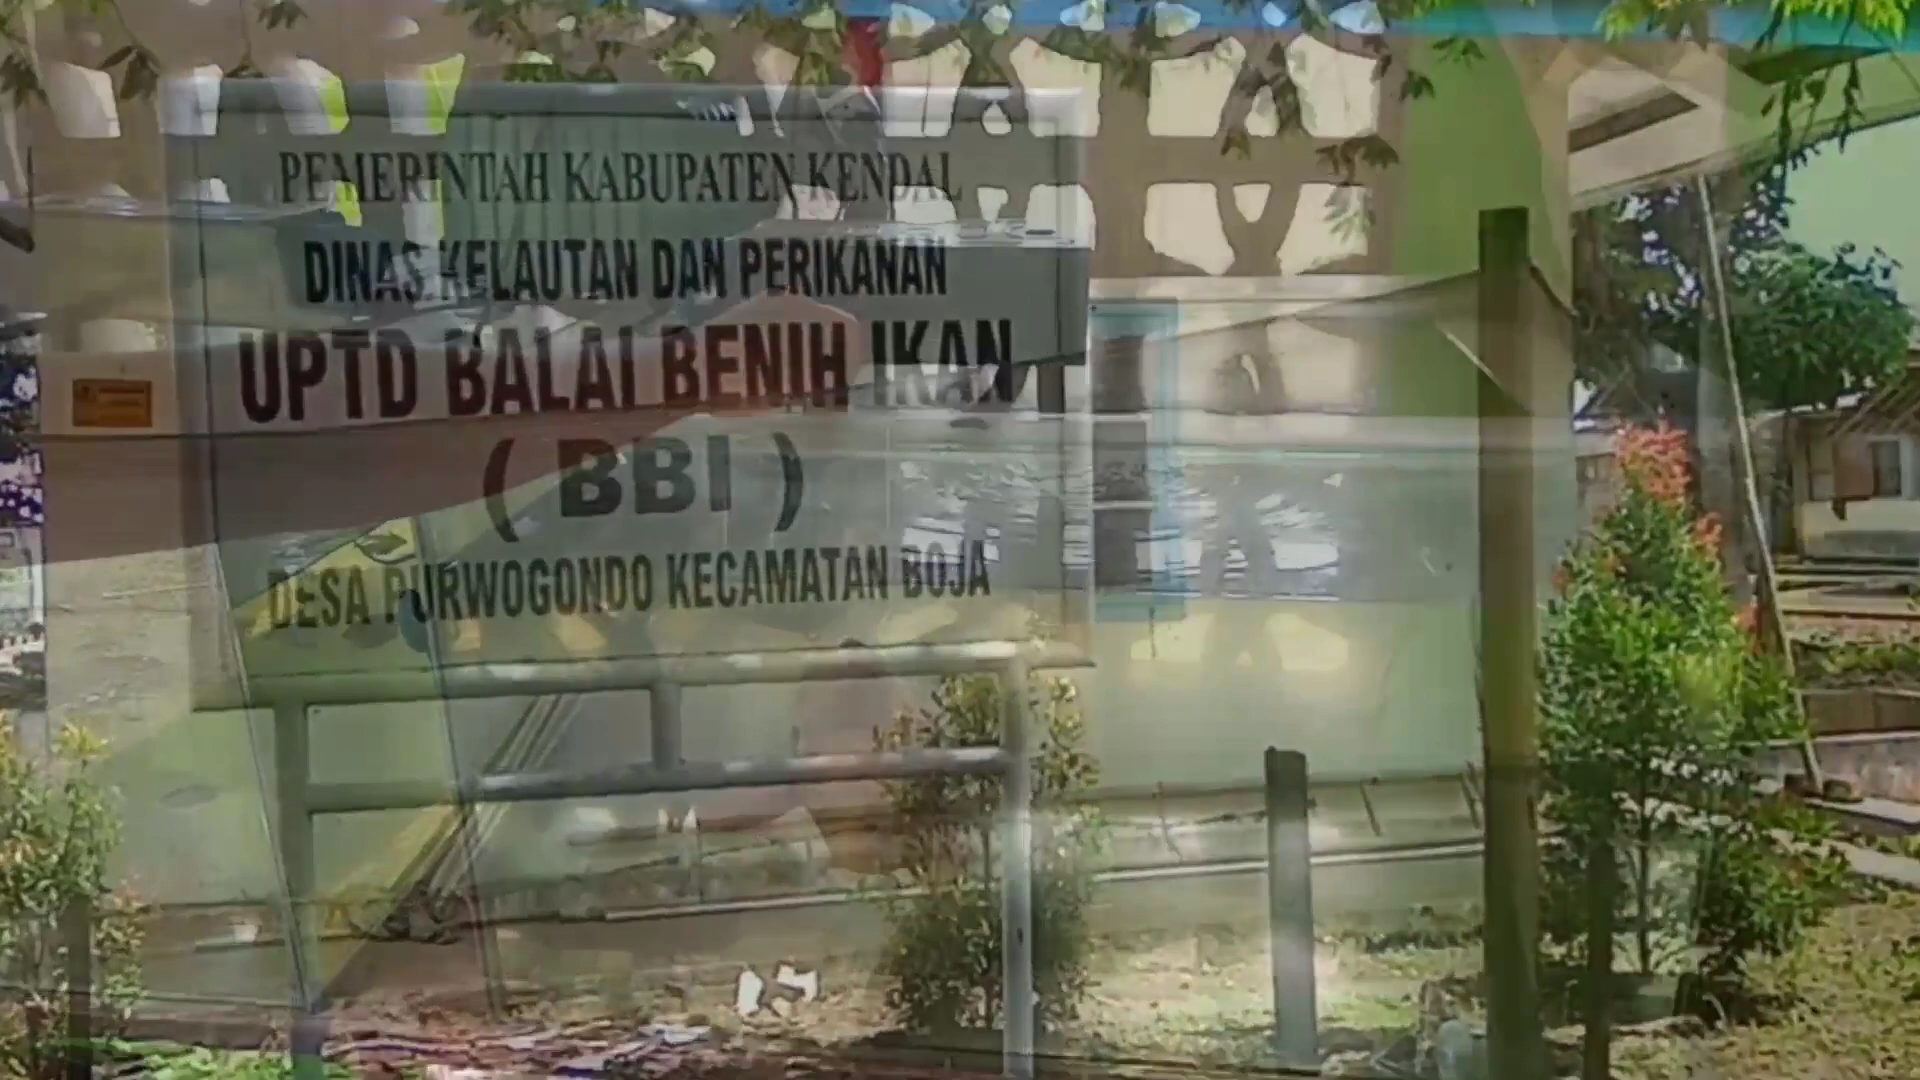 PEMERINTAH KABUPATEN KENDAL
DINAS KELAUTAN DAN PERIKANAN
UPTD BALAI BENIH IKAN
( BBI )
DESA PURWOGONDO KECAMATAN BOJA